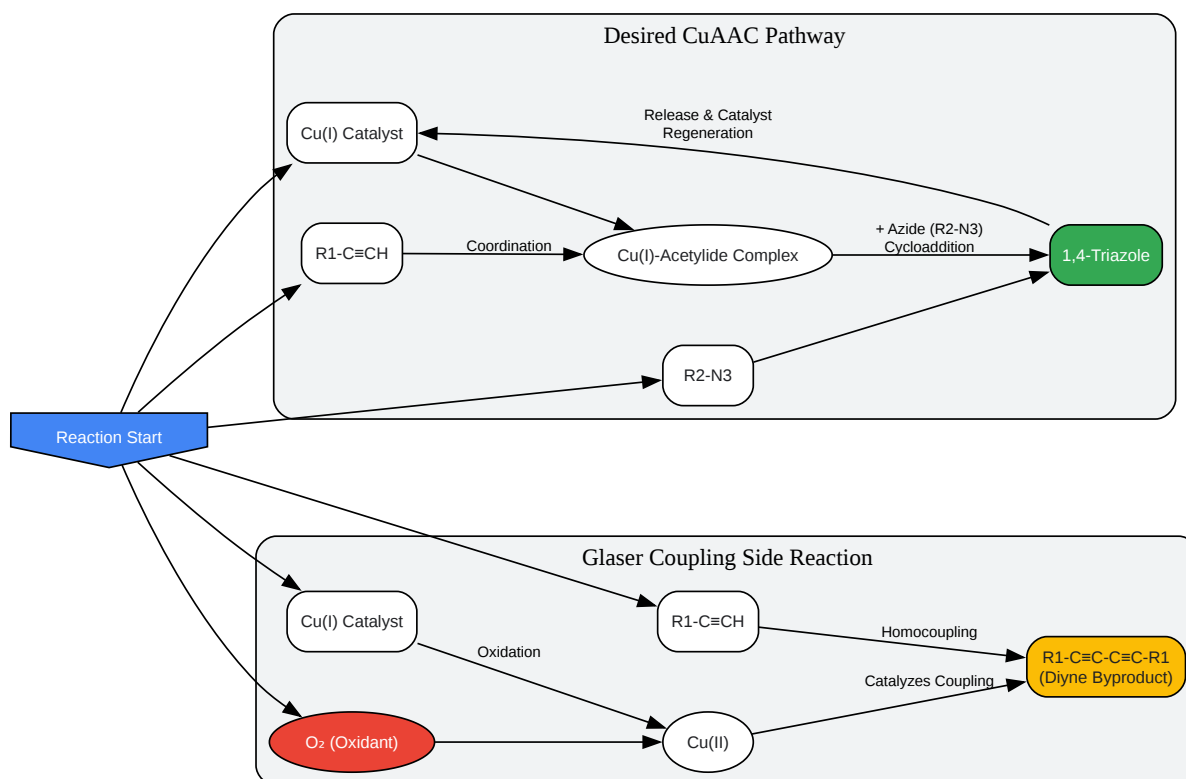 Desired CuAAC Pathway
Release & Catalyst
Regeneration
Cu(I) Catalyst
R1-C≡CH
Coordination
Cu(I)-Acetylide Complex
+ Azide (R2-N3)
Cycloaddition
1,4-Triazole
R2-N3
Reaction Start
Glaser Coupling Side Reaction
Cu(I) Catalyst
R1-C≡CH
Homocoupling
Oxidation
R1-C≡C-C≡C-R1
(Diyne Byproduct)
Catalyzes Coupling
O₂ (Oxidant)
Cu(II)